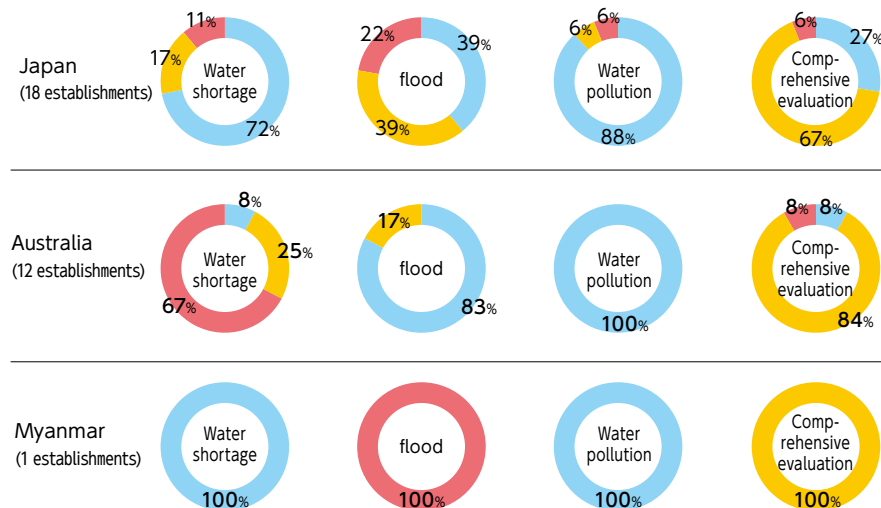 Japan
(18 establishments)
11%
17%
72%
Water
shortage
22%
39%
39%
flood
6%
6%
88%
Water
pollution
6%
27%
67%
Comp-
rehensive
evaluation
Australia
(12 establishments)
8%
25%
67%
Water
shortage
17%
83%
flood
100%
Water
pollution
8%
8%
84%
Comp-
rehensive
evaluation
Myanmar
(1 establishments)
Water
shortage
100%
flood
100%
Water
pollution
100%
Comp-
rehensive
evaluation
100%